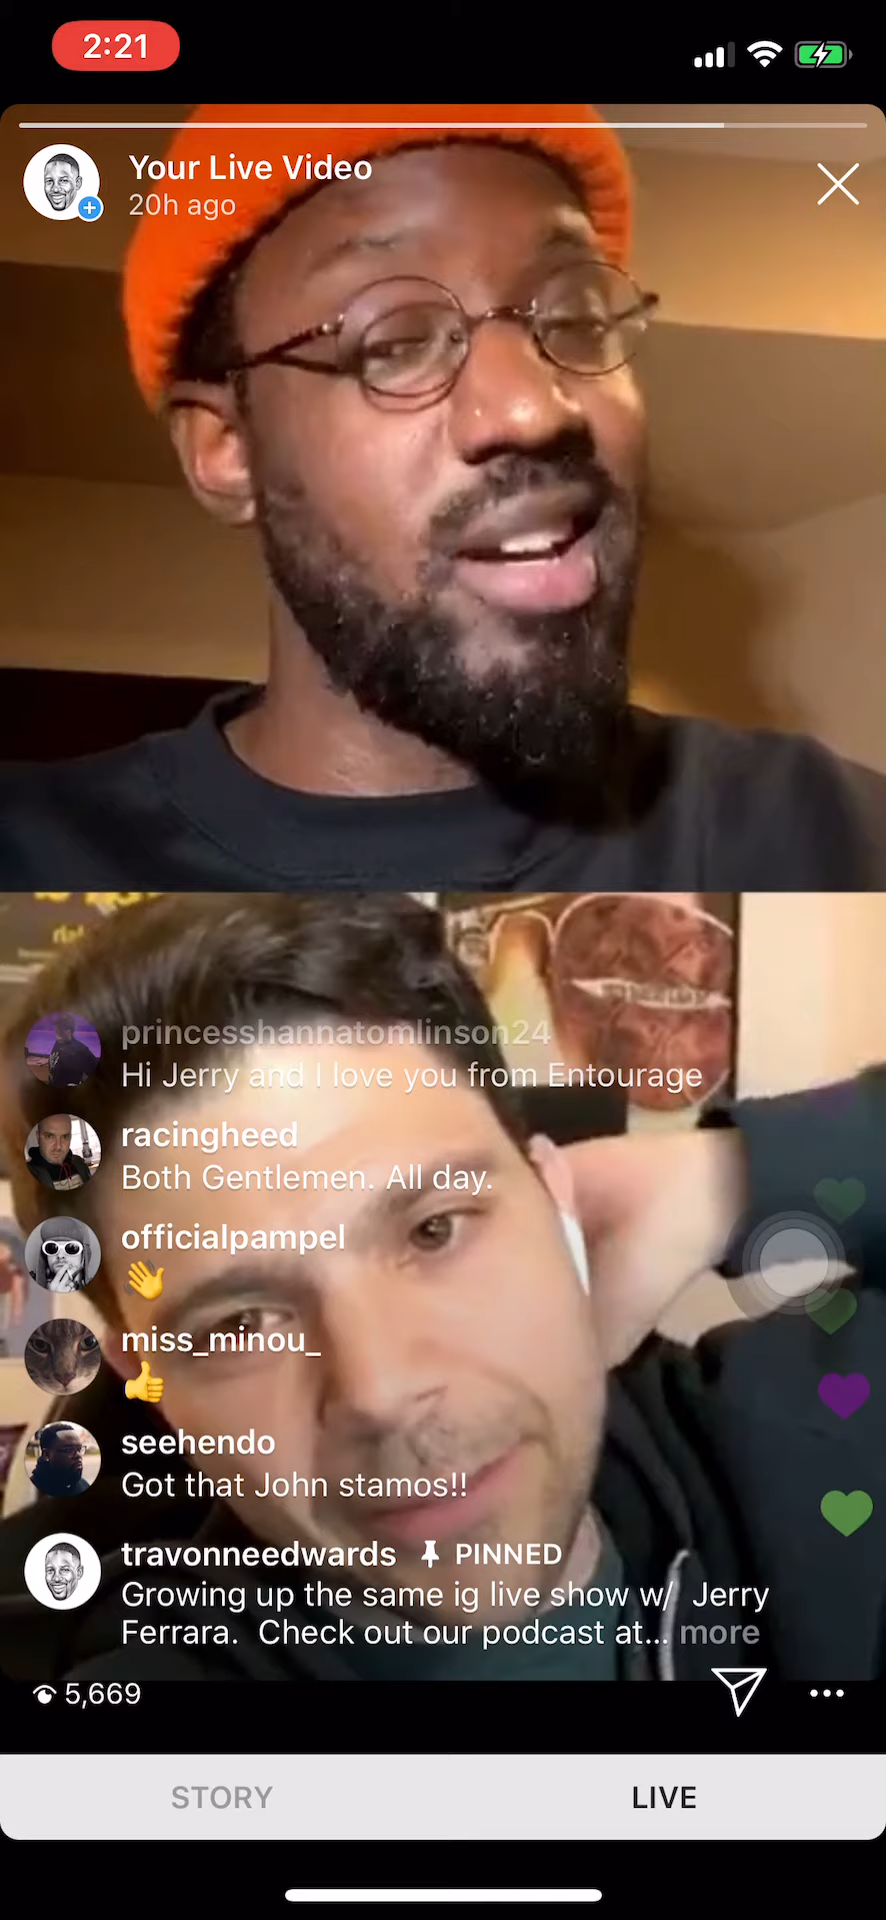 2:21
Your Live Video
20h ago
princesshannatomlinson24
Hi Jerry and I love you from Entourage
racingheed
Both Gentlemen. All day.
officialpampel
👋
miss_minou_
👍
seehendo
Got that John stamos!!
travonneedwards PINNED
Growing up the same ig live show w/ Jerry
Ferrara. Check out our podcast at... more
5,669
STORY LIVE